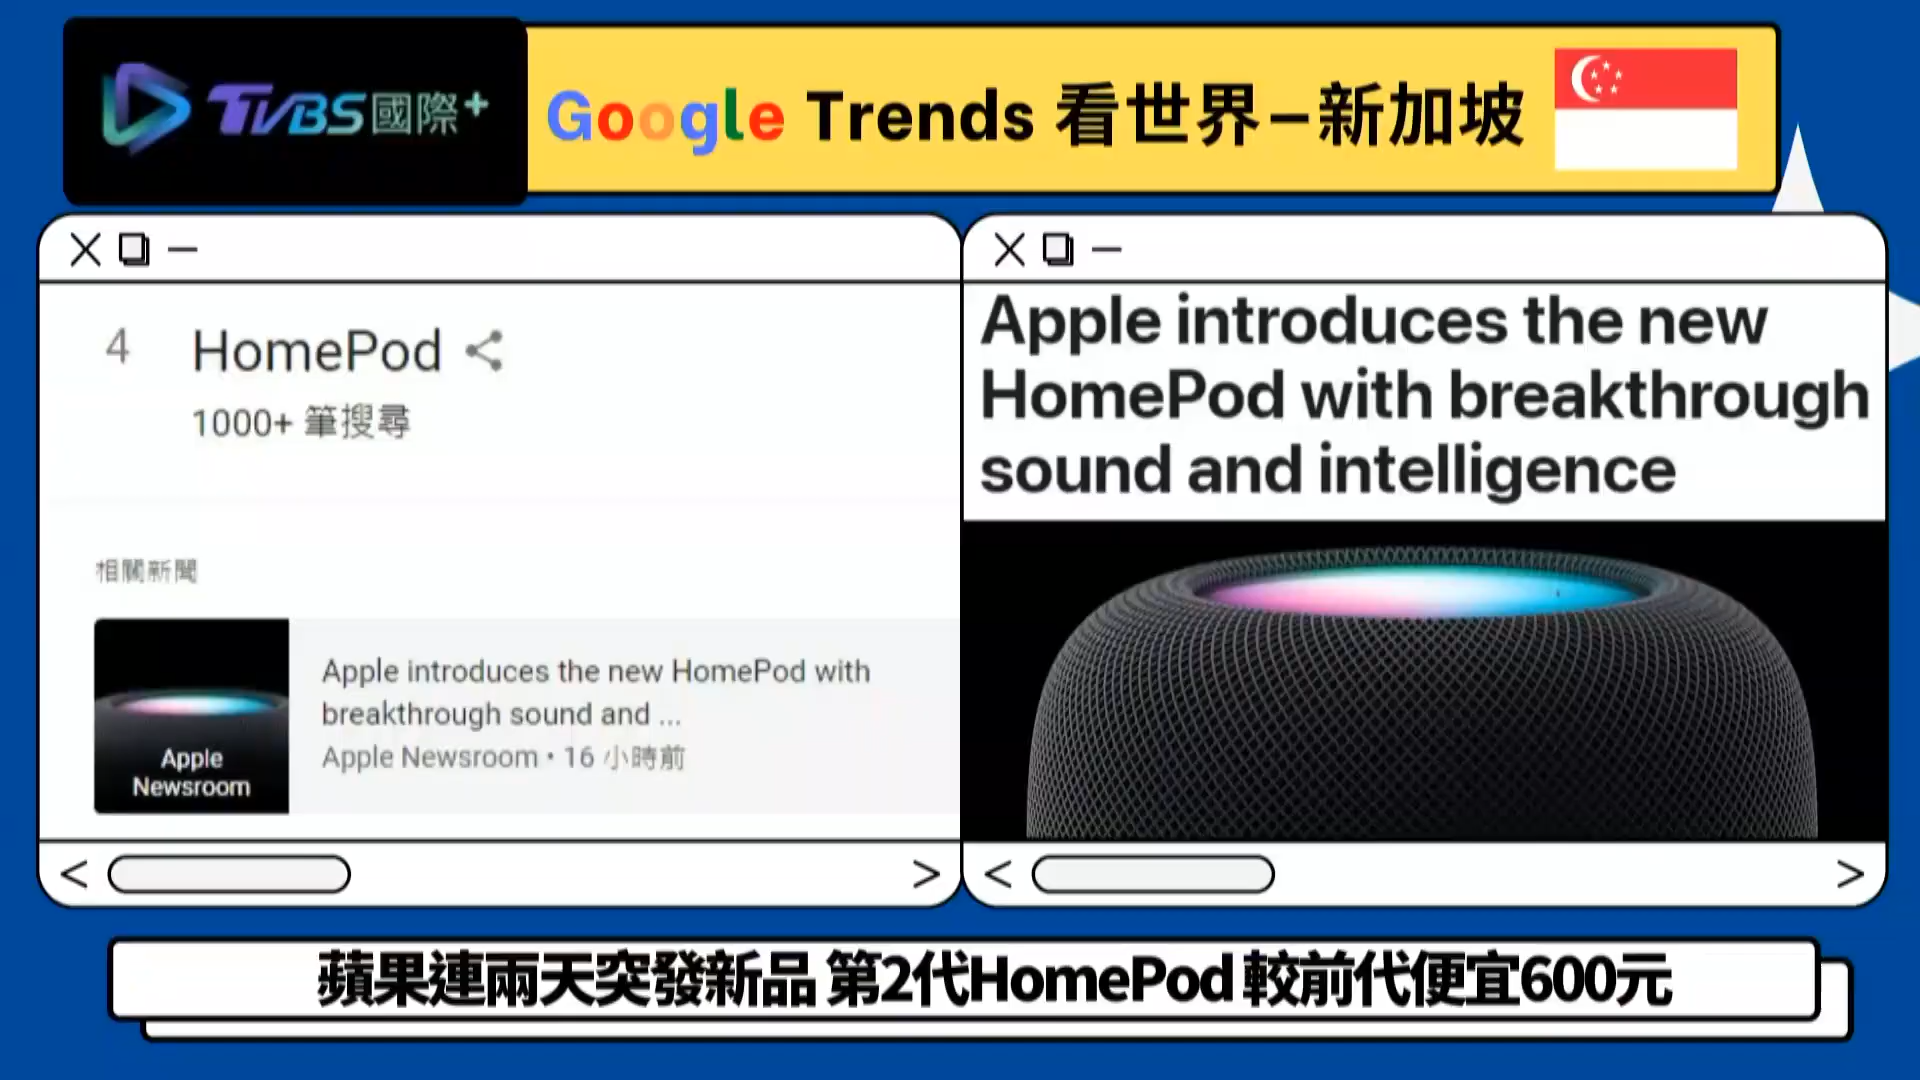 TVBS國際+
Google Trends 看世界–新加坡
4 HomePod
1000+ 筆搜尋
相關新聞
Apple Newsroom
Apple introduces the new HomePod with
breakthrough sound and ...
Apple Newsroom • 16 小時前
Apple introduces the new
HomePod with breakthrough
sound and intelligence
蘋果連兩天突發新品 第2代HomePod 較前代便宜600元